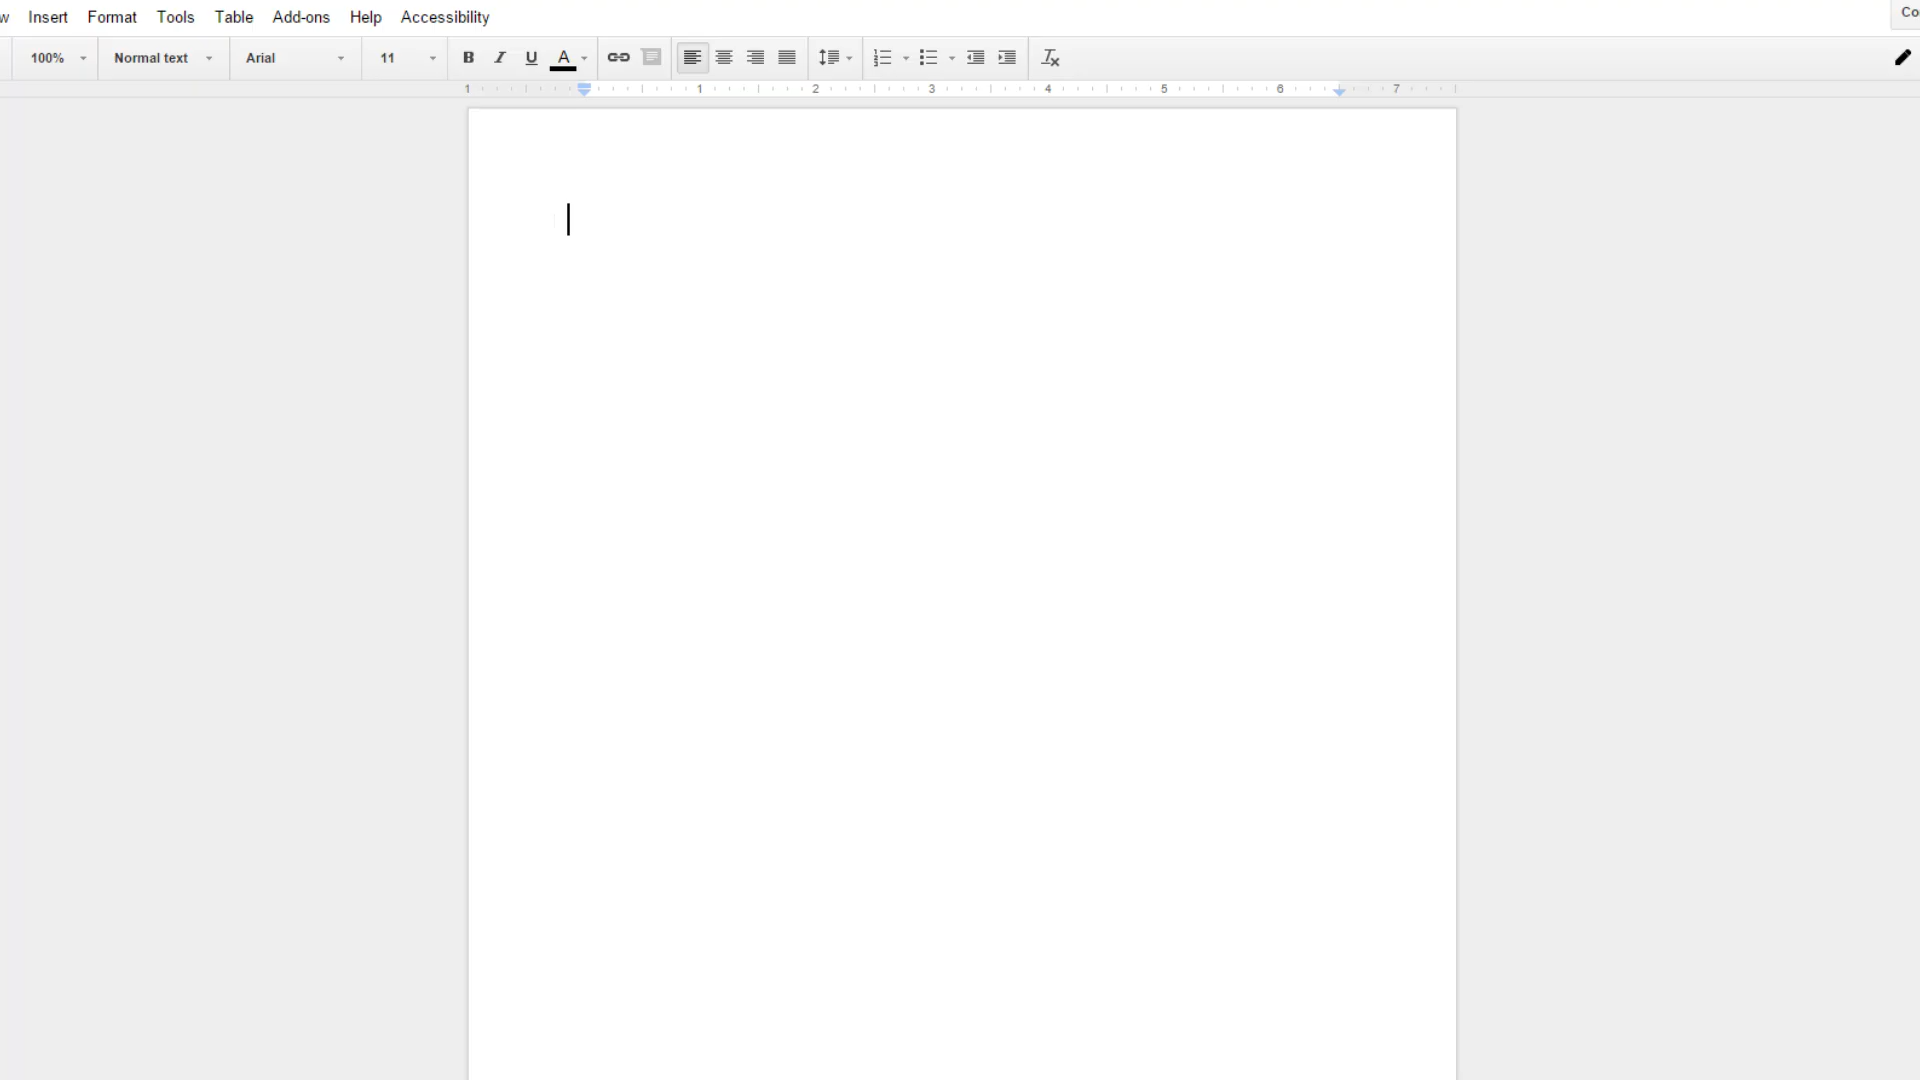 w Insert Format Tools Table Add-ons Help Accessibility Co
100% Normal text Arial 11 B I U A
1 1 2 3 4 5 6 7